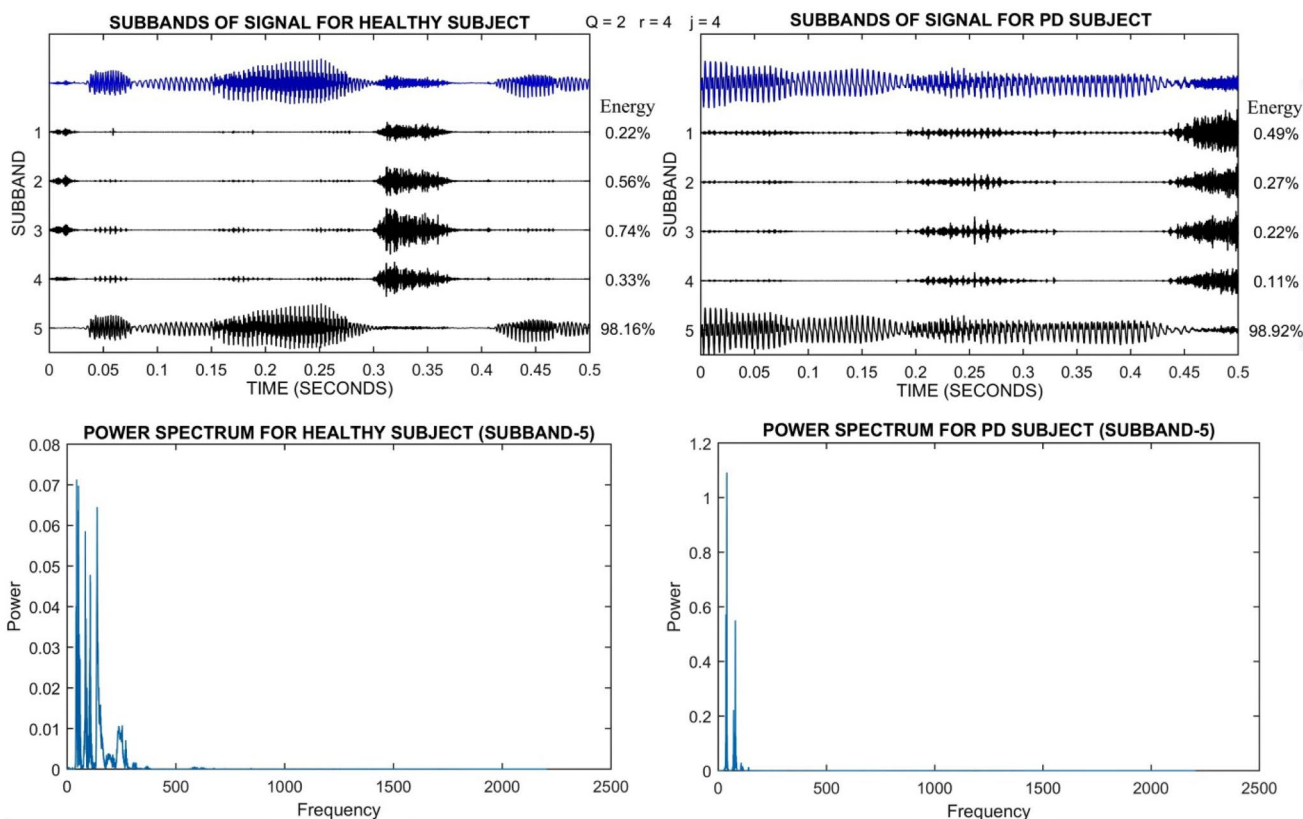 SUBBANDS OF SIGNAL FOR HEALTHY SUBJECT
Q = 2 r = 4 j = 4
SUBBANDS OF SIGNAL FOR PD SUBJECT
SUBBAND
Energy
1 0.22%
2 0.56%
3 0.74%
4 0.33%
5 98.16%
0 0.05 0.1 0.15 0.2 0.25 0.3 0.35 0.4 0.45 0.5
TIME (SECONDS)
SUBBAND
Energy
1 0.49%
2 0.27%
3 0.22%
4 0.11%
5 98.92%
0 0.05 0.1 0.15 0.2 0.25 0.3 0.35 0.4 0.45 0.5
TIME (SECONDS)
POWER SPECTRUM FOR HEALTHY SUBJECT (SUBBAND-5)
Power
0.08
0.07
0.06
0.05
0.04
0.03
0.02
0.01
0
0 500 1000 1500 2000 2500
Frequency
POWER SPECTRUM FOR PD SUBJECT (SUBBAND-5)
Power
1.2
1
0.8
0.6
0.4
0.2
0
0 500 1000 1500 2000 2500
Frequency